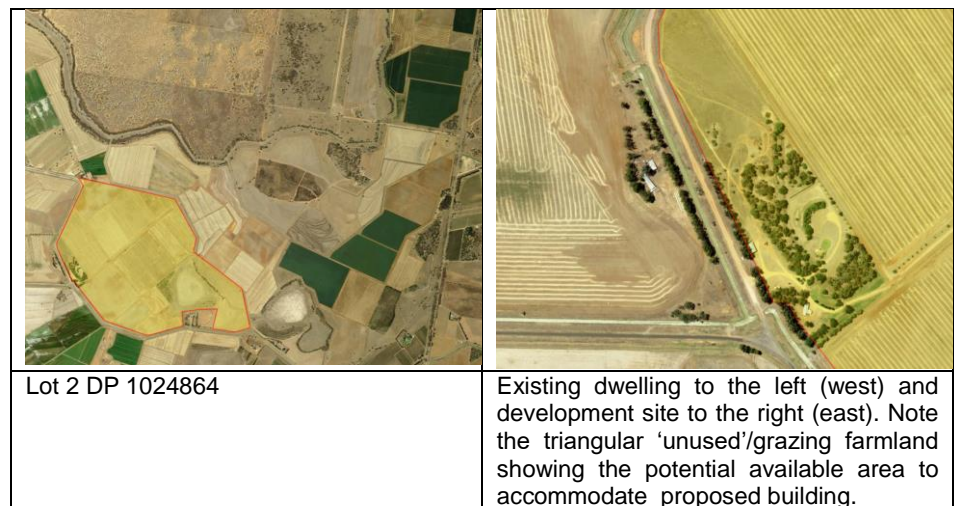 Lot 2 DP 1024864
Existing dwelling to the left (west) and
development site to the right (east). Note
the triangular ‘unused’/grazing farmland
showing the potential available area to
accommodate proposed building.